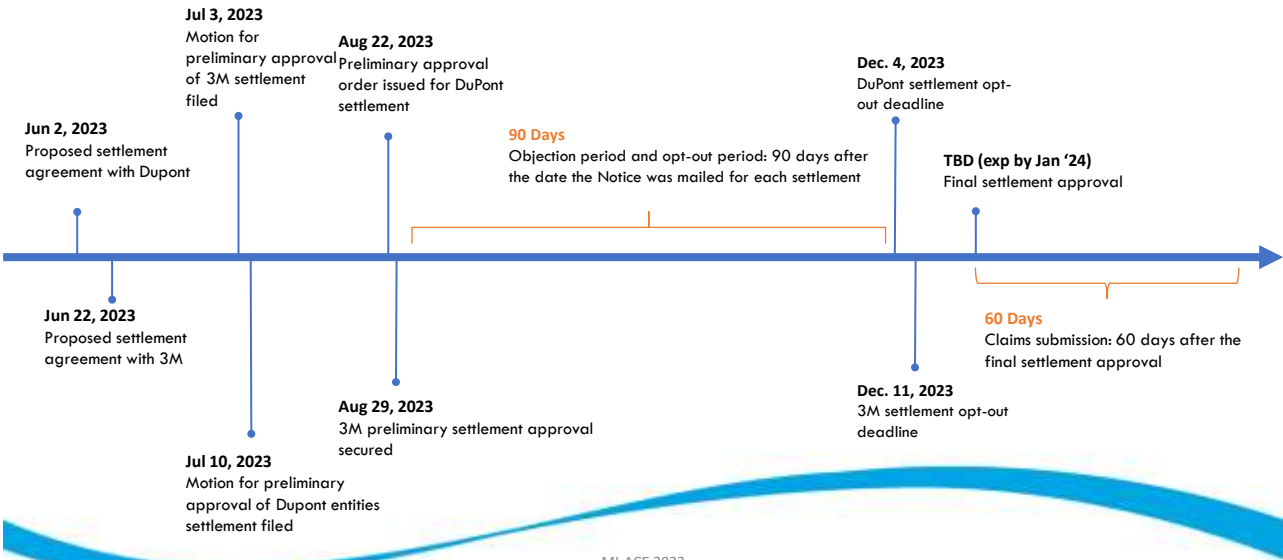 Jul 3, 2023
Motion for
preliminary approval
of 3M settlement
filed
Aug 22, 2023
Preliminary approval
order issued for DuPont
settlement
Dec. 4, 2023
DuPont settlement opt-
out deadline
Jun 2, 2023
Proposed settlement
agreement with Dupont
90 Days
Objection period and opt-out period: 90 days after
the date the Notice was mailed for each settlement
TBD (exp by Jan ‘24)
Final settlement approval
Jun 22, 2023
Proposed settlement
agreement with 3M
60 Days
Claims submission: 60 days after the
final settlement approval
Aug 29, 2023
3M preliminary settlement approval
secured
Dec. 11, 2023
3M settlement opt-out
deadline
Jul 10, 2023
Motion for preliminary
approval of Dupont entities
settlement filed